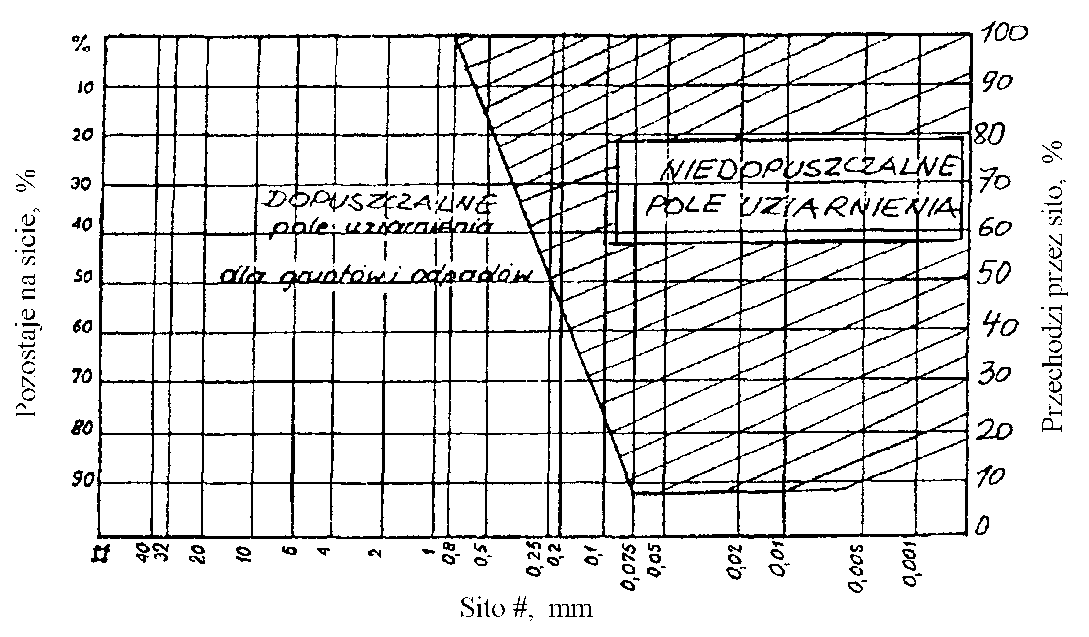 Pozostaje na sicie, %
%
10
20
30
40
50
60
70
80
90
DOPUSZCZALNE
pole uziarnienia
dla gruntów i odpadów
NIEDOPUSZCZALNE
POLE UZIARNIENIA
100
90
80
70
60
50
40
30
20
10
0
Przechodzi przez sito, %
40 32 20 10 6 4 2 1 0,8 0,5 0,25 0,2 0,1 0,075 0,05 0,02 0,01 0,005 0,001
Sito #, mm